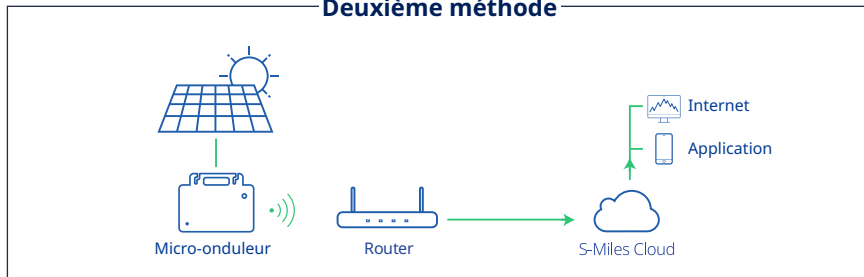 Deuxième méthode
Internet
Application
Micro-onduleur
Router
S-Miles Cloud